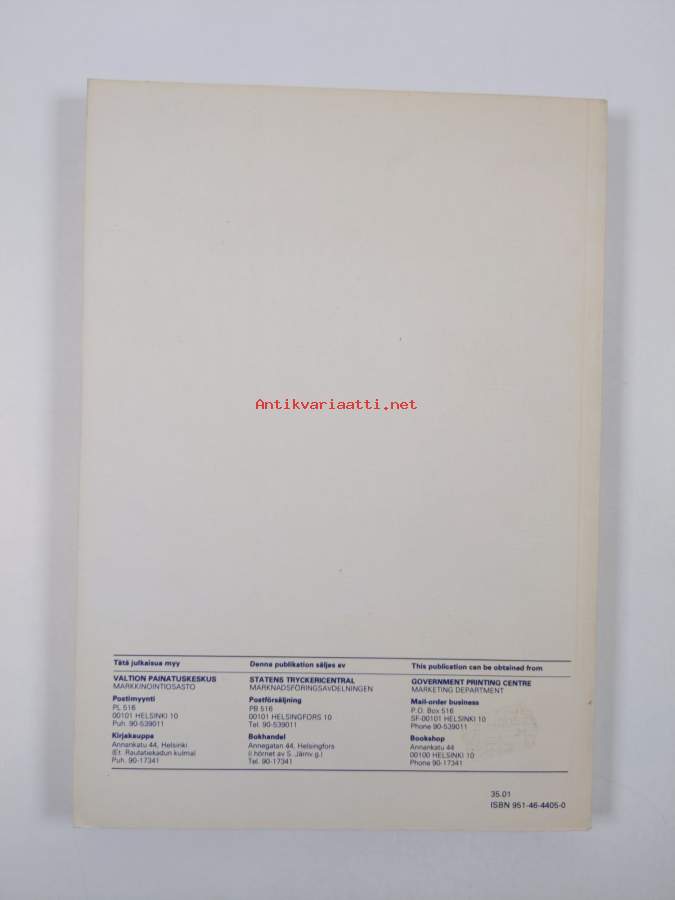 Antikvariaatti.net
Tätä julkaisua myy
VALTION PAINATUSKESKUS
MARKKINOINTIOSASTO
Postimyynti
PL 516
00101 HELSINKI 10
Puh. 90-539011
Kirjakauppa
Annankatu 44, Helsinki
(Et. Rautatiekadun kulma)
Puh. 90-17341
Denna publikation säljes av
STATENS TRYCKERICENTRAL
MARKNADSFÖRINGSAVDELNINGEN
Postförsäljning
PB 516
00101 HELSINGFORS 10
Tel. 90-539011
Bokhandel
Annegatan 44, Helsingfors
(i hörnet av S. Järnv.g.)
Tel. 90-17341
This publication can be obtained from
GOVERNMENT PRINTING CENTRE
MARKETING DEPARTMENT
Mail-order business
P.O. Box 516
SF-00101 HELSINKI 10
Phone 90-539011
Bookshop
Annankatu 44
00100 HELSINKI 10
Phone 90-17341
35.01
ISBN 951-46-4405-0